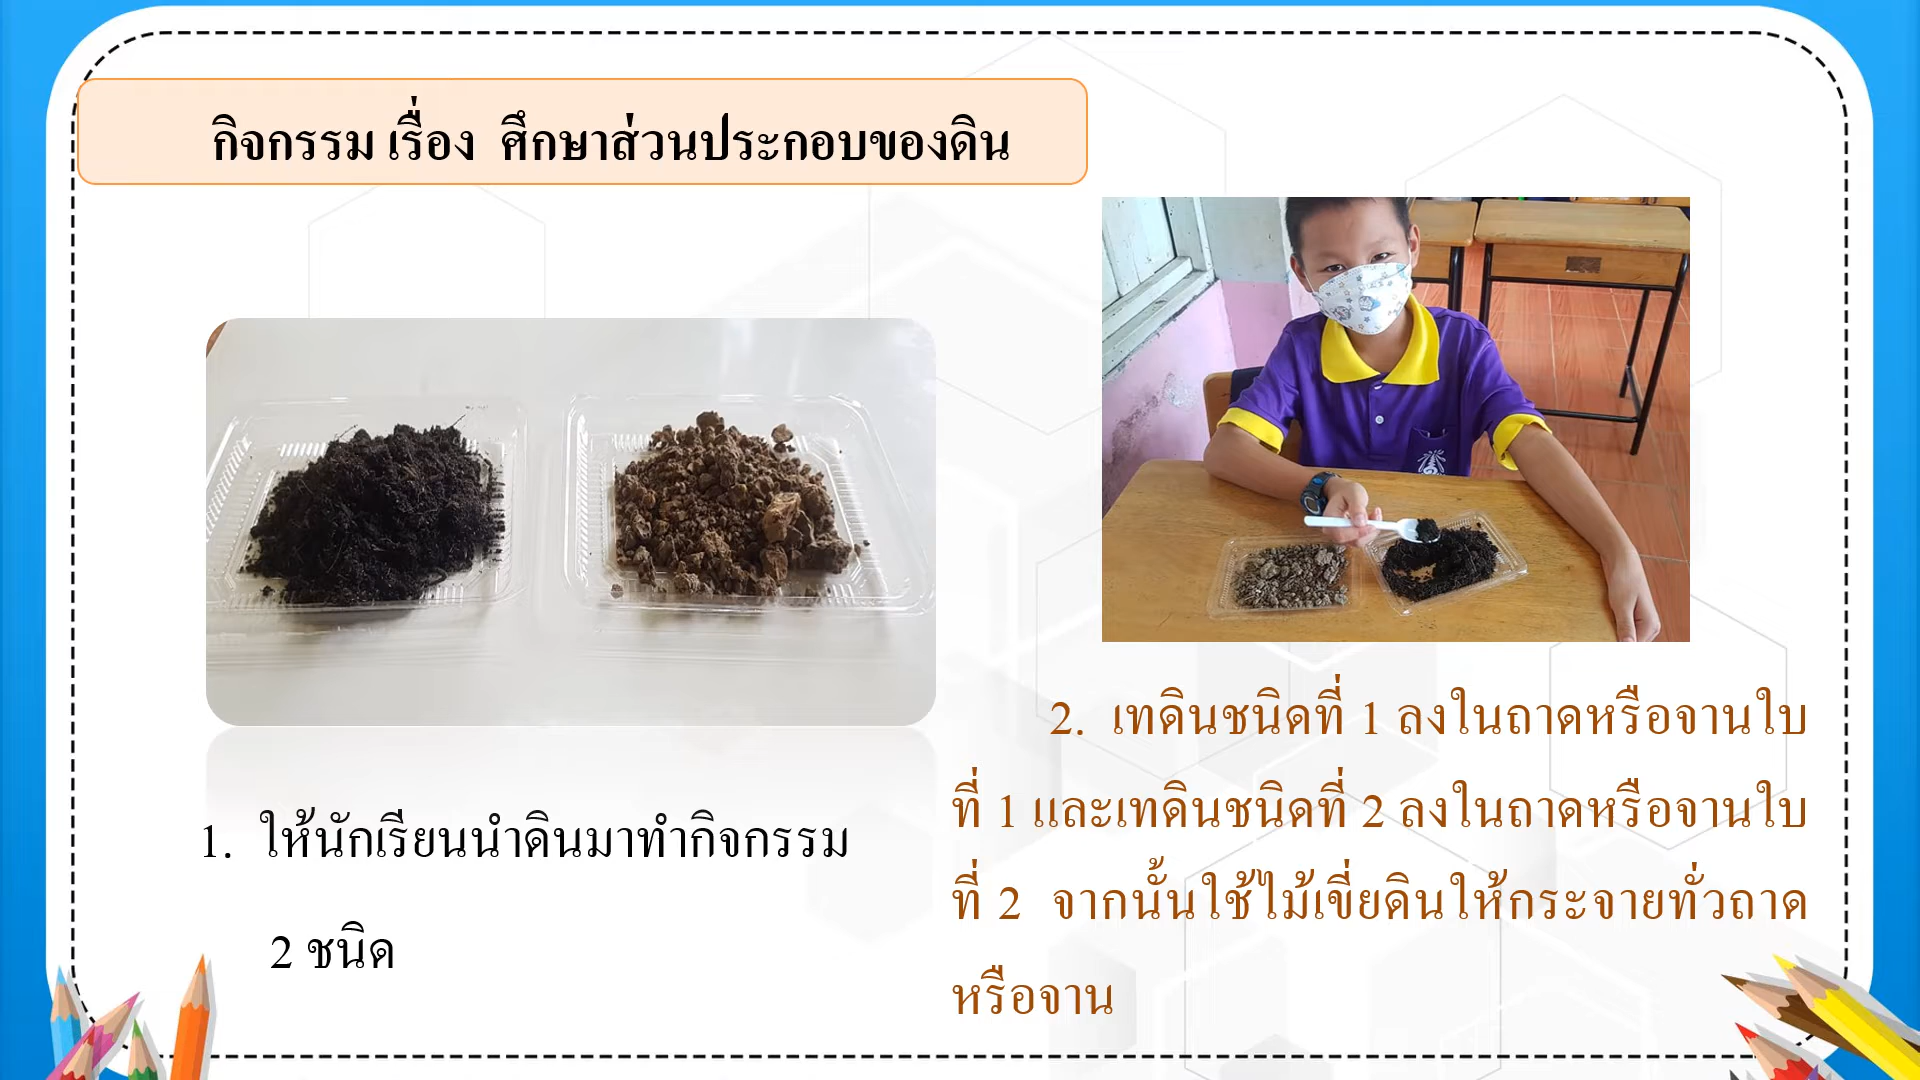 กิจกรรม เรื่อง ศึกษาส่วนประกอบของดิน
1. ให้นักเรียนนำดินมาทำกิจกรรม
2 ชนิด
2. เทดินชนิดที่ 1 ลงในถาดหรือจานใบ
ที่ 1 และเทดินชนิดที่ 2 ลงในถาดหรือจานใบ
ที่ 2 จากนั้นใช้ไม้เขี่ยดินให้กระจายทั่วถาด
หรือจาน